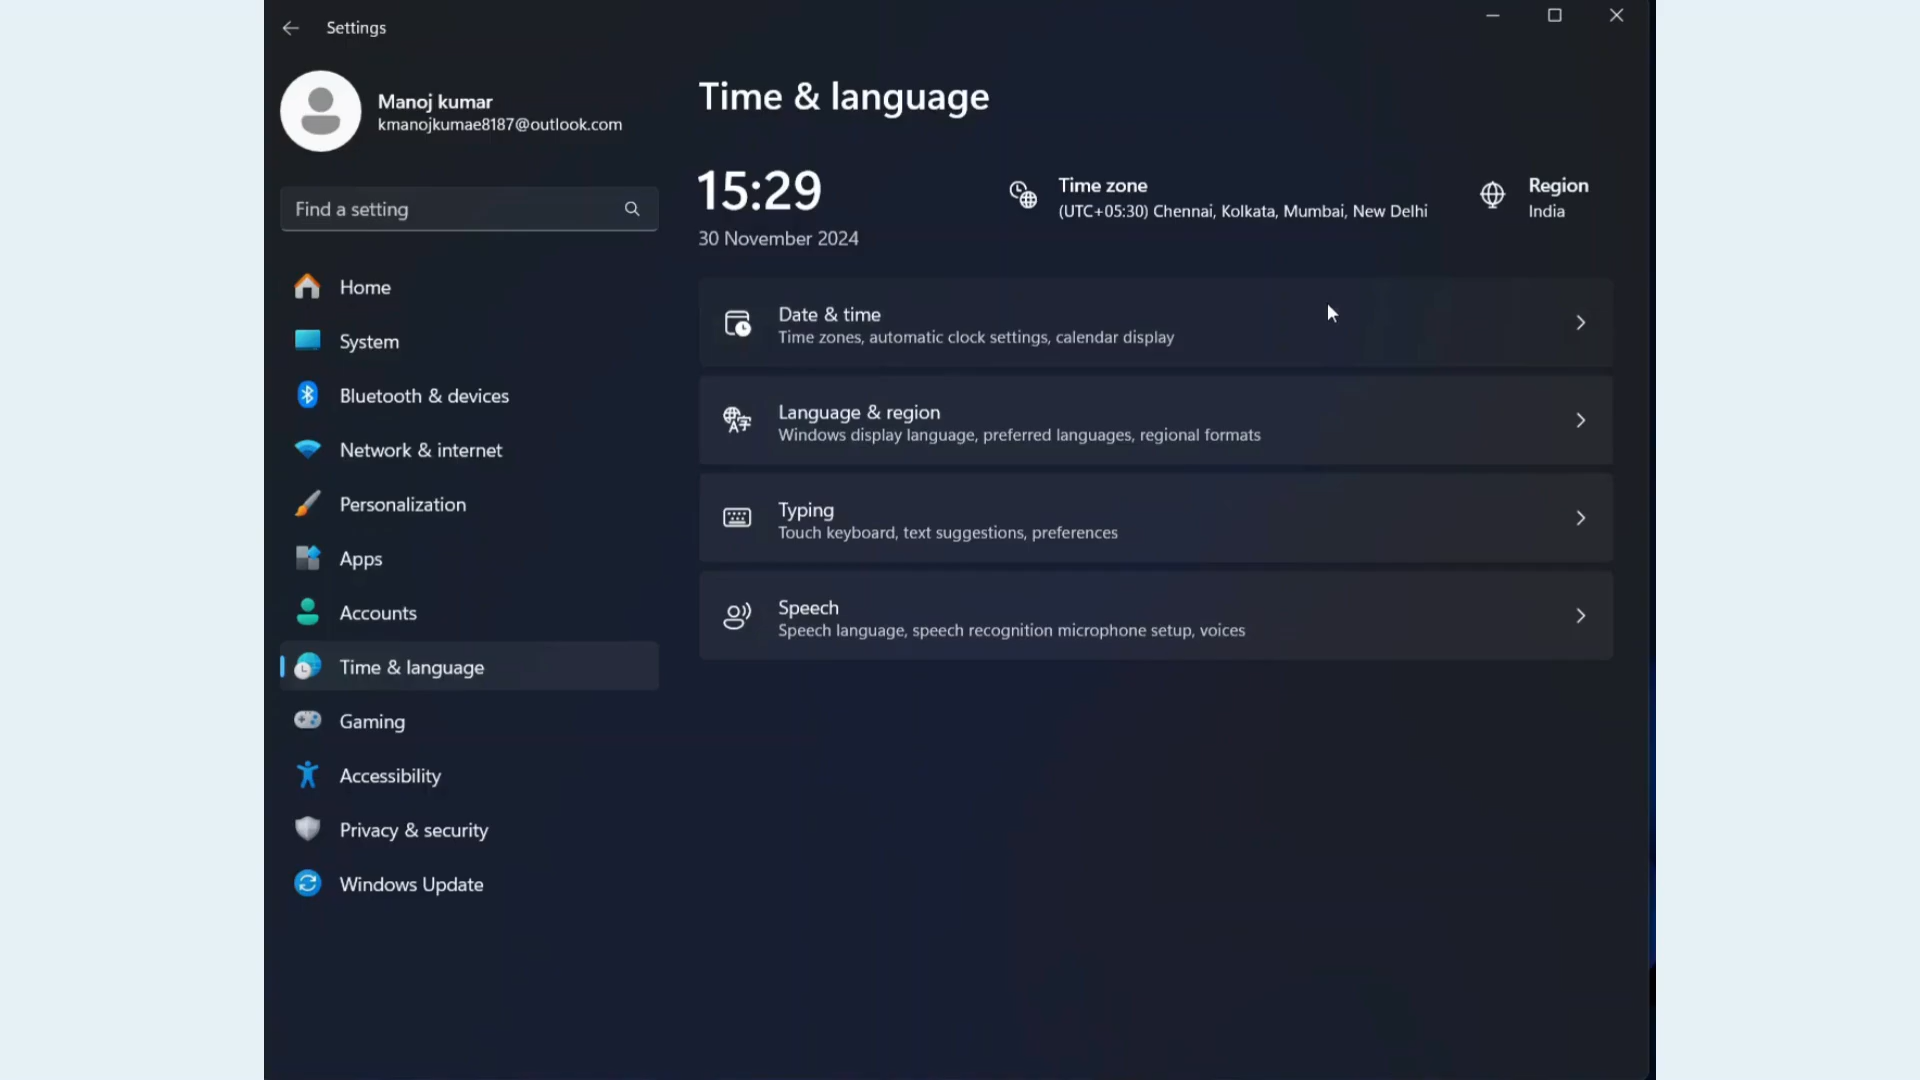 Settings
Manoj kumar
kmanojkumae8187@outlook.com
Find a setting
Home
System
Bluetooth & devices
Network & internet
Personalization
Apps
Accounts
Time & language
Gaming
Accessibility
Privacy & security
Windows Update
Time & language
15:29
30 November 2024
Time zone
(UTC+05:30) Chennai, Kolkata, Mumbai, New Delhi
Region
India
Date & time
Time zones, automatic clock settings, calendar display
Language & region
Windows display language, preferred languages, regional formats
Typing
Touch keyboard, text suggestions, preferences
Speech
Speech language, speech recognition microphone setup, voices